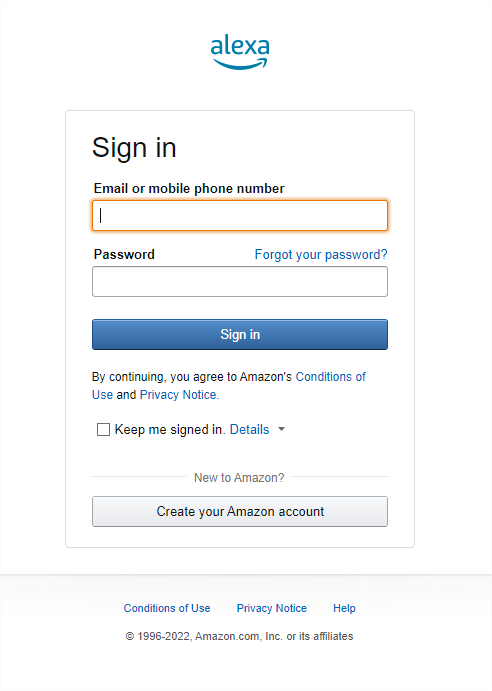 alexa
Sign in
Email or mobile phone number
Password Forgot your password?
Sign in
By continuing, you agree to Amazon's Conditions of
Use and Privacy Notice.
Keep me signed in. Details
New to Amazon?
Create your Amazon account
Conditions of Use Privacy Notice Help
© 1996-2022, Amazon.com, Inc. or its affiliates